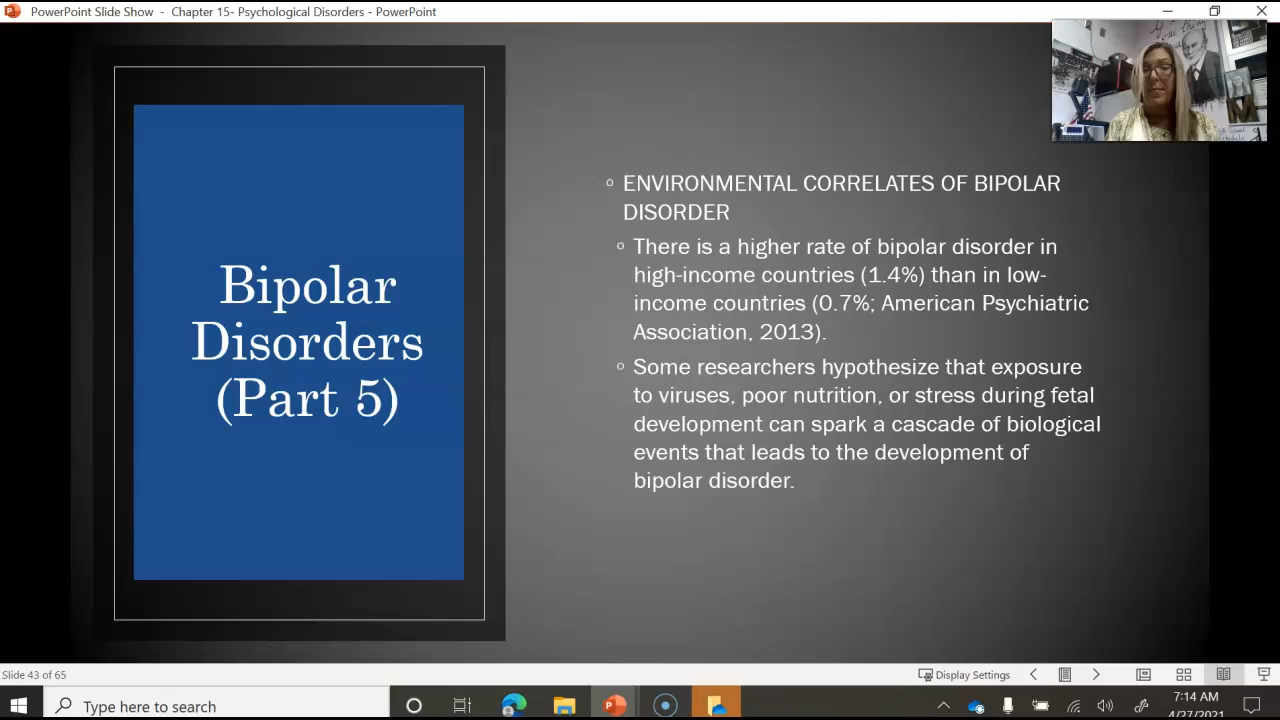 PowerPoint Slide Show - Chapter 15- Psychological Disorders - PowerPoint
Bipolar
Disorders
(Part 5)
° ENVIRONMENTAL CORRELATES OF BIPOLAR
DISORDER
° There is a higher rate of bipolar disorder in
high-income countries (1.4%) than in low-
income countries (0.7%; American Psychiatric
Association, 2013).
° Some researchers hypothesize that exposure
to viruses, poor nutrition, or stress during fetal
development can spark a cascade of biological
events that leads to the development of
bipolar disorder.
Slide 43 of 65
Display Settings
Type here to search
7:14 AM
4/27/2021